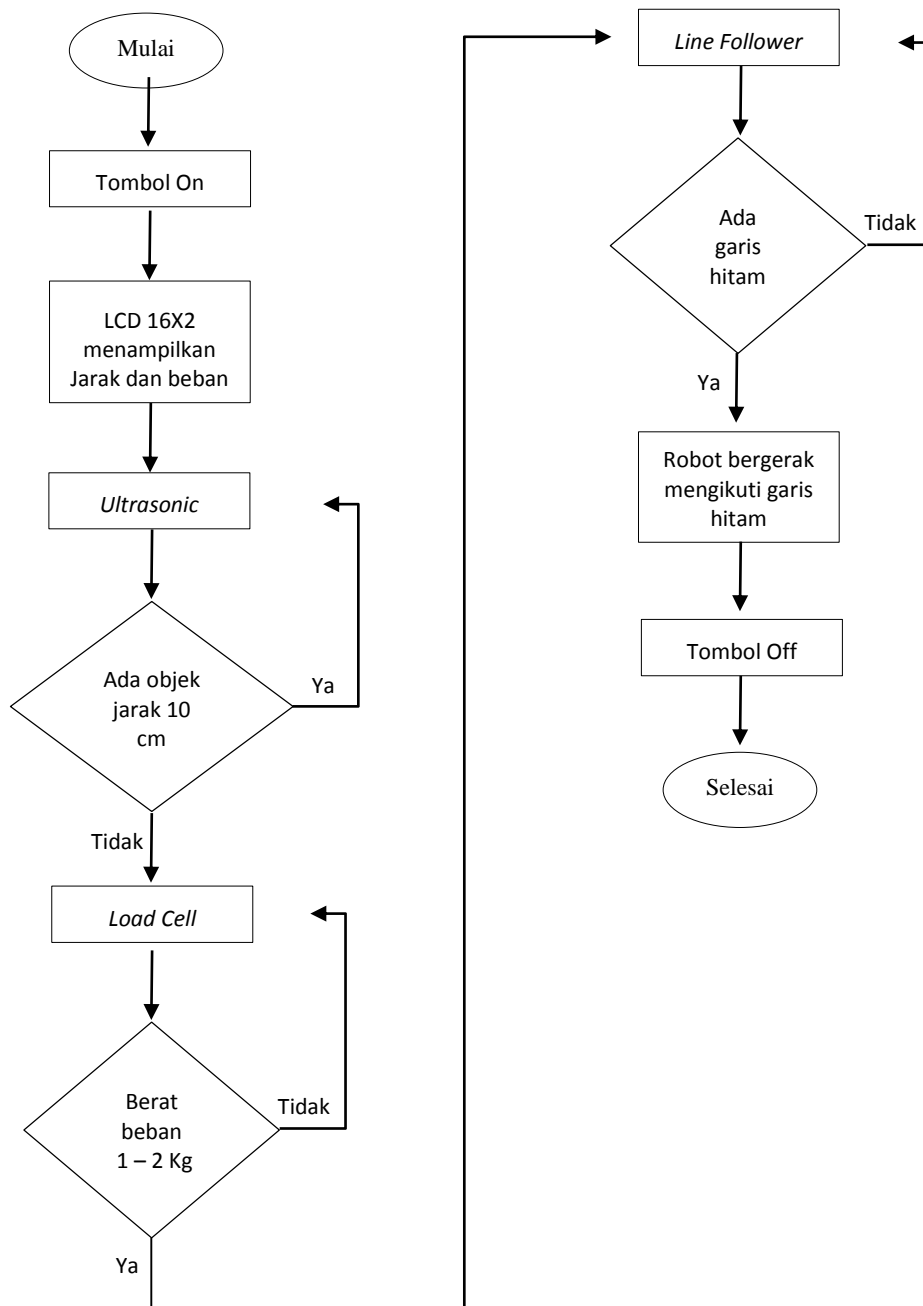 Mulai
Tombol On
LCD 16X2
menampilkan
Jarak dan beban
Ultrasonic
Ada objek
jarak 10
cm
Ya
Tidak
Load Cell
Berat
beban
1 – 2 Kg
Tidak
Ya
Line Follower
Ada
garis
hitam
Tidak
Ya
Robot bergerak
mengikuti garis
hitam
Tombol Off
Selesai